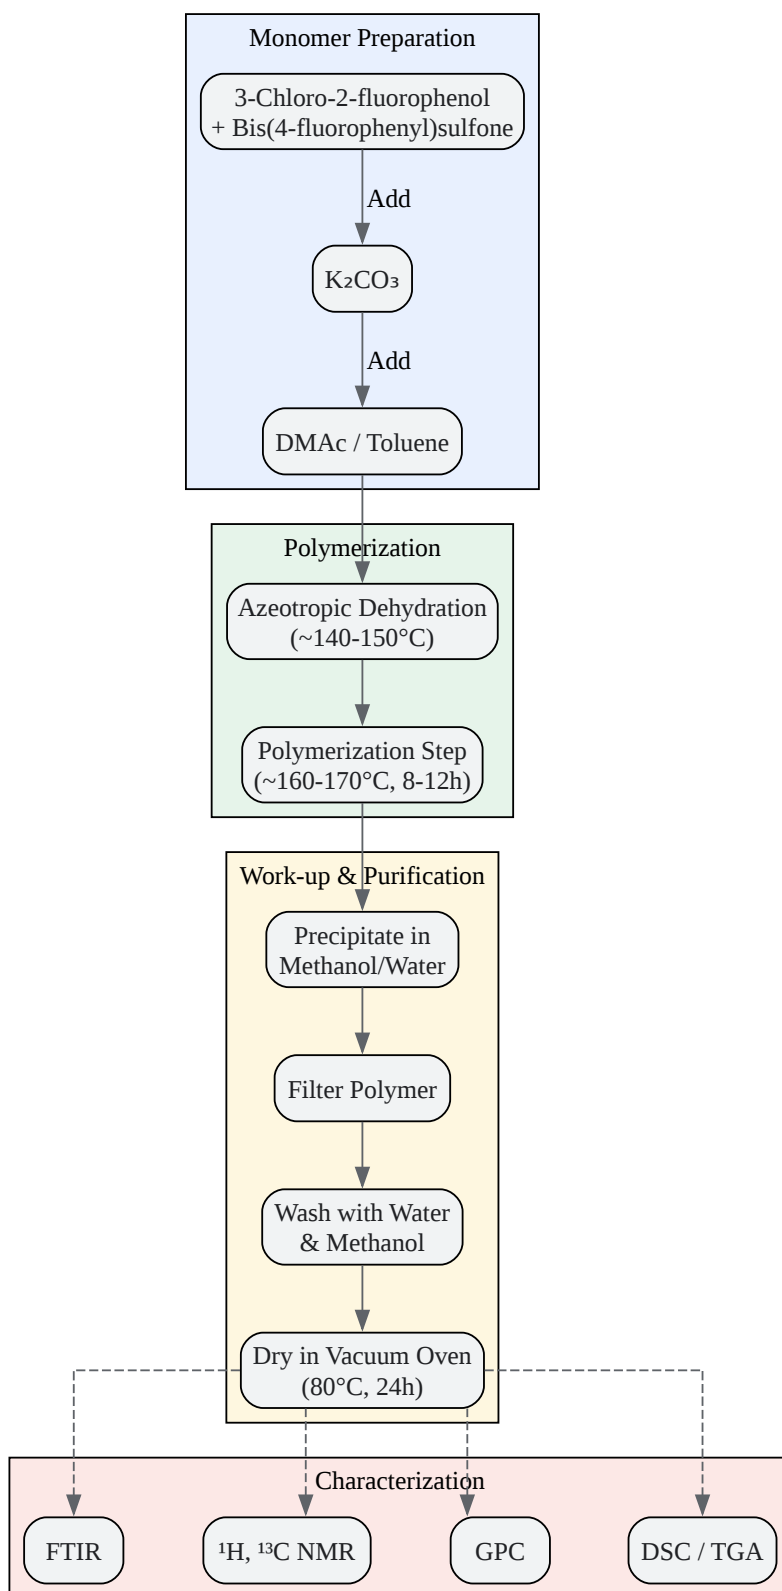 Monomer Preparation
3-Chloro-2-fluorophenol
+ Bis(4-fluorophenyl)sulfone
Add
K₂CO₃
Add
DMAc / Toluene
Polymerization
Azeotropic Dehydration
(~140-150°C)
Polymerization Step
(~160-170°C, 8-12h)
Work-up & Purification
Precipitate in
Methanol/Water
Filter Polymer
Wash with Water
& Methanol
Dry in Vacuum Oven
(80°C, 24h)
Characterization
FTIR
¹H, ¹³C NMR
GPC
DSC / TGA